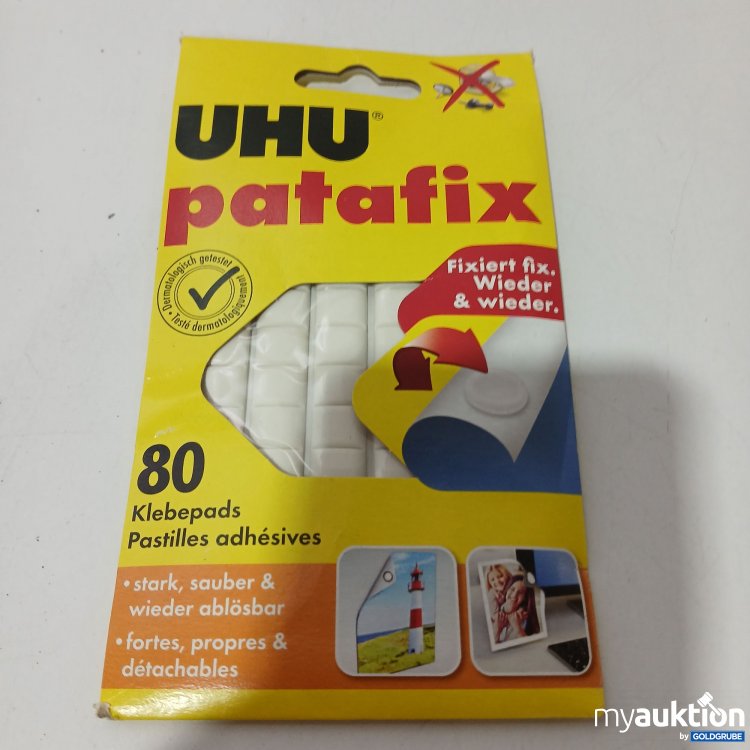 UHU®
patafix
Dermatologisch getestet
• Testé dermatologiquement •
Fixiert fix.
Wieder
& wieder.
80
Klebepads
Pastilles adhésives
• stark, sauber &
wieder ablösbar
• fortes, propres &
détachables
myauktion
by GOLDGRUBE